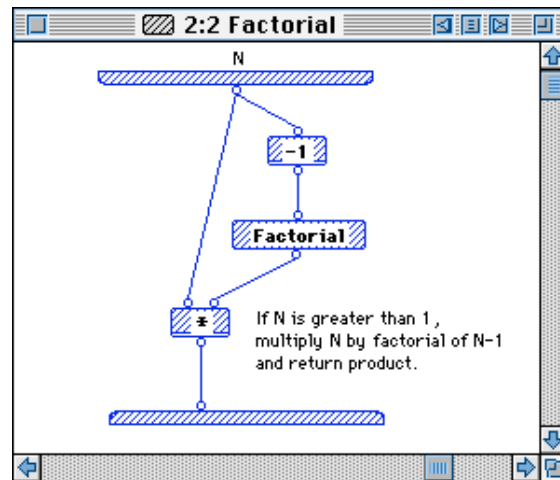 2:2 Factorial
N
-1
Factorial
*
If N is greater than 1,
multiply N by factorial of N-1
and return product.